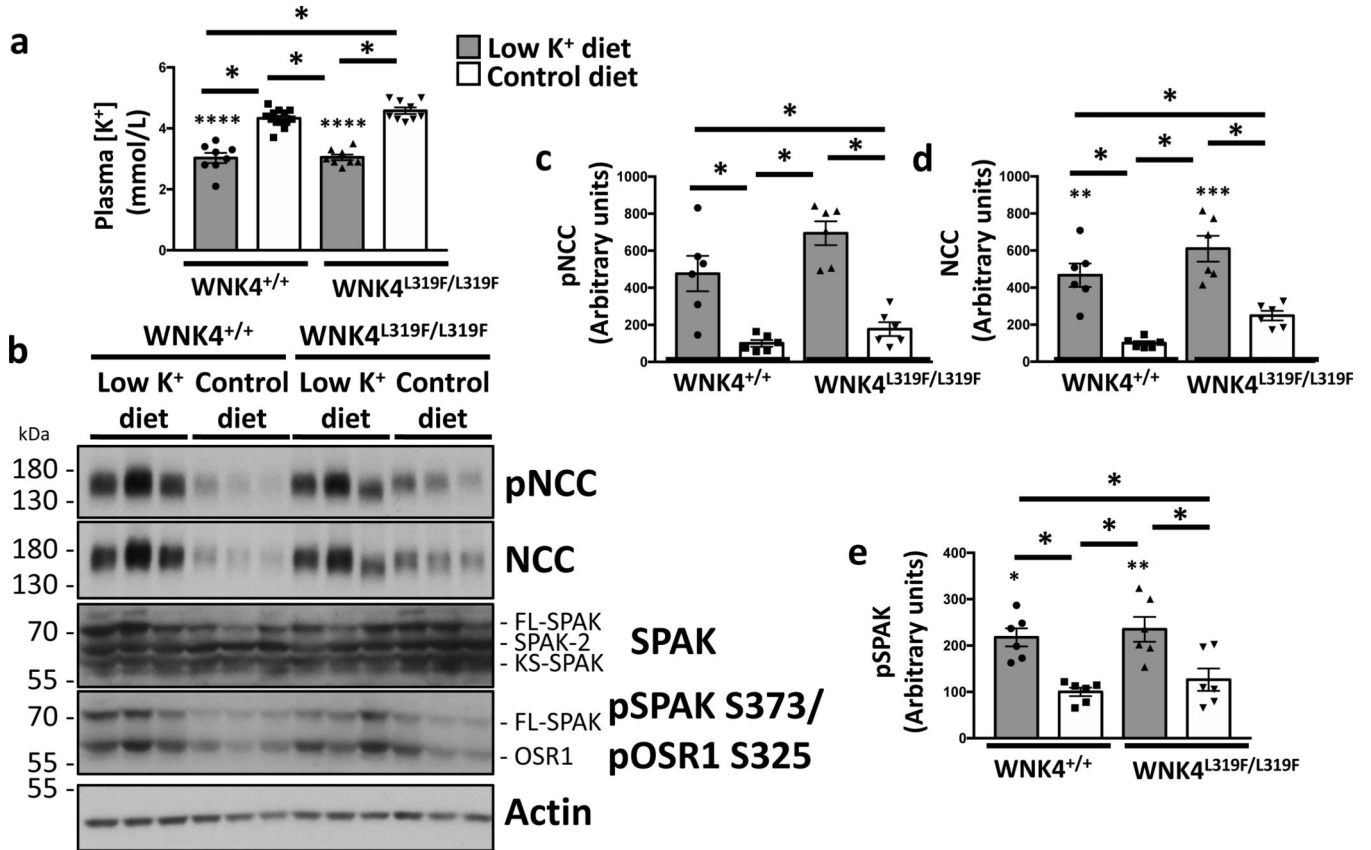 a
* 
* * *
Low K⁺ diet
Control diet
Plasma [K⁺]
(mmol/L)
6
4
2
0
****
****
WNK4⁺/⁺
WNK4ᴸ³¹⁹ꟳ/ᴸ³¹⁹ꟳ
b
WNK4⁺/⁺ WNK4ᴸ³¹⁹ꟳ/ᴸ³¹⁹ꟳ
Low K⁺ Control Low K⁺ Control
diet diet diet diet
kDa
180 -
130 -
pNCC
180 -
130 -
NCC
70 -
55 -
- FL-SPAK
- SPAK-2
- KS-SPAK
SPAK
70 -
55 -
- FL-SPAK
- OSR1
pSPAK S373/
pOSR1 S325
55 -
Actin
c
*
* * *
pNCC
(Arbitrary units)
1000
800
600
400
200
0
WNK4⁺/⁺
WNK4ᴸ³¹⁹ꟳ/ᴸ³¹⁹ꟳ
d
*
* * *
NCC
(Arbitrary units)
1000
800
600
400
200
0
**
***
WNK4⁺/⁺
WNK4ᴸ³¹⁹ꟳ/ᴸ³¹⁹ꟳ
e
*
* * *
pSPAK
(Arbitrary units)
400
300
200
100
0
*
**
WNK4⁺/⁺
WNK4ᴸ³¹⁹ꟳ/ᴸ³¹⁹ꟳ